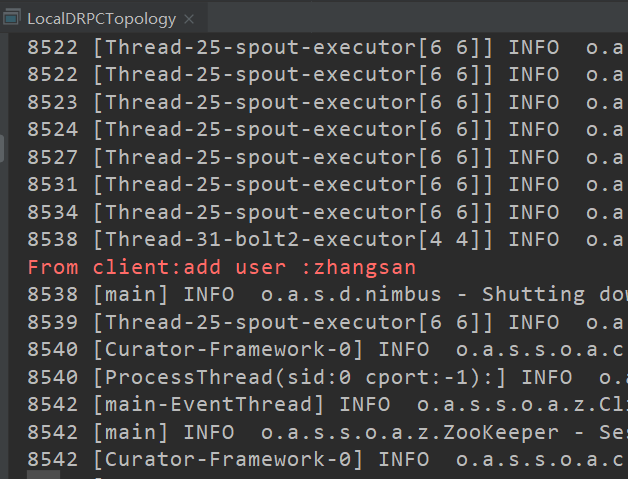 LocalDRPCTopology
8522 [Thread-25-spout-executor[6 6]] INFO  o.a
8522 [Thread-25-spout-executor[6 6]] INFO  o.a
8523 [Thread-25-spout-executor[6 6]] INFO  o.a
8524 [Thread-25-spout-executor[6 6]] INFO  o.a
8527 [Thread-25-spout-executor[6 6]] INFO  o.a
8531 [Thread-25-spout-executor[6 6]] INFO  o.a
8534 [Thread-25-spout-executor[6 6]] INFO  o.a
8538 [Thread-31-bolt2-executor[4 4]] INFO  o.a
From client:add user :zhangsan
8538 [main] INFO  o.a.s.d.nimbus - Shutting dow
8539 [Thread-25-spout-executor[6 6]] INFO  o.a
8540 [Curator-Framework-0] INFO  o.a.s.s.o.a.c
8540 [ProcessThread(sid:0 cport:-1):] INFO  o.a
8542 [main-EventThread] INFO  o.a.s.s.o.a.z.Cli
8542 [main] INFO  o.a.s.s.o.a.z.ZooKeeper - Ses
8542 [Curator-Framework-0] INFO  o.a.s.s.o.a.c